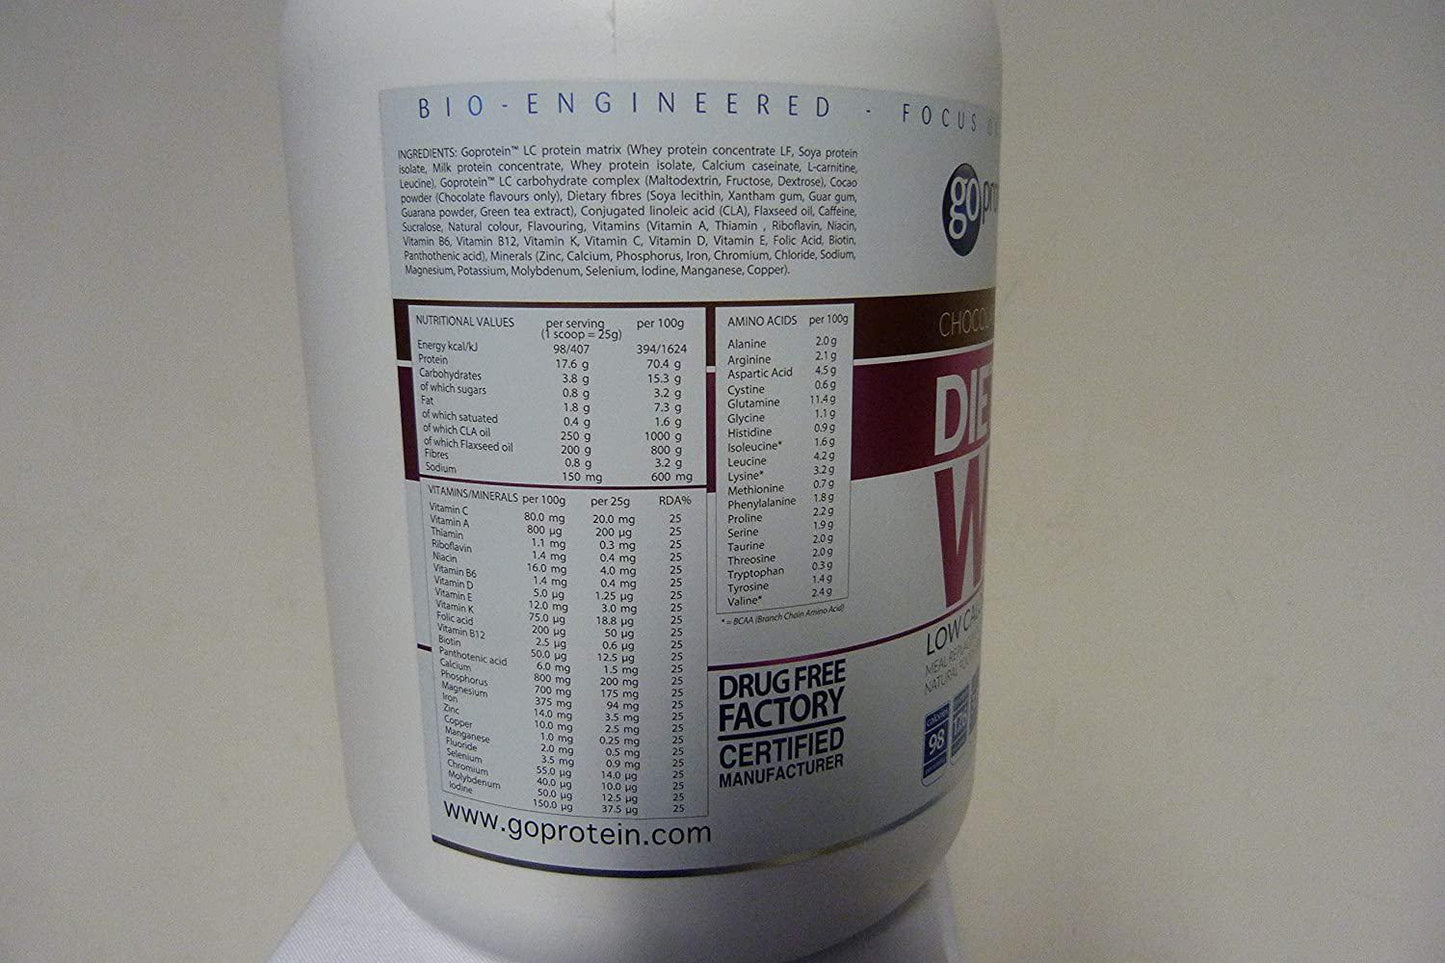 BIO-ENGINEERED - FOCUS
INGREDIENTS: Goprotein™ LC protein matrix (Whey protein concentrate LF, Soya protein
isolate, Milk protein concentrate, Whey protein isolate, Calcium caseinate, L-carnitine,
Leucine), Goprotein™ LC carbohydrate complex (Maltodextrin, Fructose, Dextrose), Cocao
powder (Chocolate flavours only), Dietary fibres (Soya lecithin, Xantham gum, Guar gum,
Guarana powder, Green tea extract), Conjugated linoleic acid (CLA), Flaxseed oil, Caffeine,
Sucralose, Natural colour, Flavouring, Vitamins (Vitamin A, Thiamin , Riboflavin, Niacin,
Vitamin B6, Vitamin B12, Vitamin K, Vitamin C, Vitamin D, Vitamin E, Folic Acid, Biotin,
Panthothenic acid), Minerals (Zinc, Calcium, Phosphorus, Iron, Chromium, Chloride, Sodium,
Magnesium, Potassium, Molybdenum, Selenium, Iodine, Manganese, Copper).
NUTRITIONAL VALUES per serving per 100g
(1 scoop = 25g)
Energy kcal/kJ 98/407 394/1624
Protein 17.6 g 70.4 g
Carbohydrates 3.8 g 15.3 g
of which sugars 0.8 g 3.2 g
Fat 1.8 g 7.3 g
of which satuated 0.4 g 1.6 g
of which CLA oil 250 g 1000 g
of which Flaxseed oil 200 g 800 g
Fibres 0.8 g 3.2 g
Sodium 150 mg 600 mg
VITAMINS/MINERALS per 100g per 25g RDA%
Vitamin C 80.0 mg 20.0 mg 25
Vitamin A 800 µg 200 µg 25
Thiamin 1.1 mg 0.3 mg 25
Riboflavin 1.4 mg 0.4 mg 25
Niacin 16.0 mg 4.0 mg 25
Vitamin B6 1.4 mg 0.4 mg 25
Vitamin D 5.0 µg 1.25 µg 25
Vitamin E 12.0 mg 3.0 mg 25
Vitamin K 75.0 µg 18.8 µg 25
Folic acid 200 µg 50 µg 25
Vitamin B12 2.5 µg 0.6 µg 25
Biotin 50.0 µg 12.5 µg 25
Panthothenic acid 6.0 mg 1.5 mg 25
Calcium 800 mg 200 mg 25
Phosphorus 700 mg 175 mg 25
Magnesium 375 mg 94 mg 25
Iron 14.0 mg 3.5 mg 25
Zinc 10.0 mg 2.5 mg 25
Copper 1.0 mg 0.25 mg 25
Manganese 2.0 mg 0.5 mg 25
Fluoride 3.5 mg 0.9 mg 25
Selenium 55.0 µg 14.0 µg 25
Chromium 40.0 µg 10.0 µg 25
Molybdenum 50.0 µg 12.5 µg 25
Iodine 150.0 µg 37.5 µg 25
www.goprotein.com
AMINO ACIDS per 100g
Alanine 2.0 g
Arginine 2.1 g
Aspartic Acid 4.5 g
Cystine 0.6 g
Glutamine 11.4 g
Glycine 1.1 g
Histidine 0.9 g
Isoleucine* 1.6 g
Leucine 4.2 g
Lysine* 3.2 g
Methionine 0.7 g
Phenylalanine 1.8 g
Proline 2.2 g
Serine 1.9 g
Taurine 2.0 g
Threosine 2.0 g
Tryptophan 0.3 g
Tyrosine 1.4 g
Valine* 2.4 g
* = BCAA (Branch Chain Amino Acid)
DRUG FREE
FACTORY
CERTIFIED
MANUFACTURER
go pro
CHOCO
DIE
W
LOW CA
MEAL REPLA
NATURAL FO
calories
98